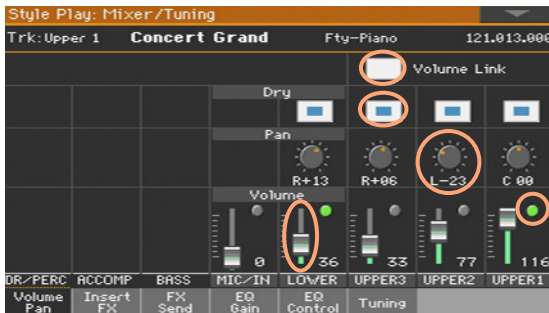 Style Play: Mixer/Tuning
Trk:Upper 1 Concert Grand Fty-Piano 121.013.000
Volume Link
Dry
Pan
R+13 R+06 L-23 C 00
Volume
0 36 33 77 116
DR/PERC ACCOMP BASS MIC/IN LOWER UPPER3 UPPER2 UPPER1
Volume Pan Insert FX FX Send EQ Gain EQ Control Tuning